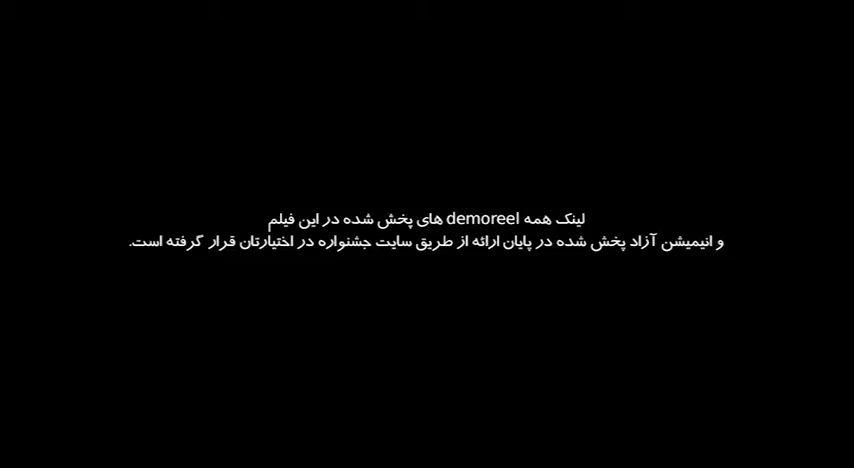 لینک همه demoreel های پخش شده در این فیلم
و انیمیشن آزاد پخش شده در پایان ارائه از طریق سایت جشنواره در اختیارتان قرار گرفته است.